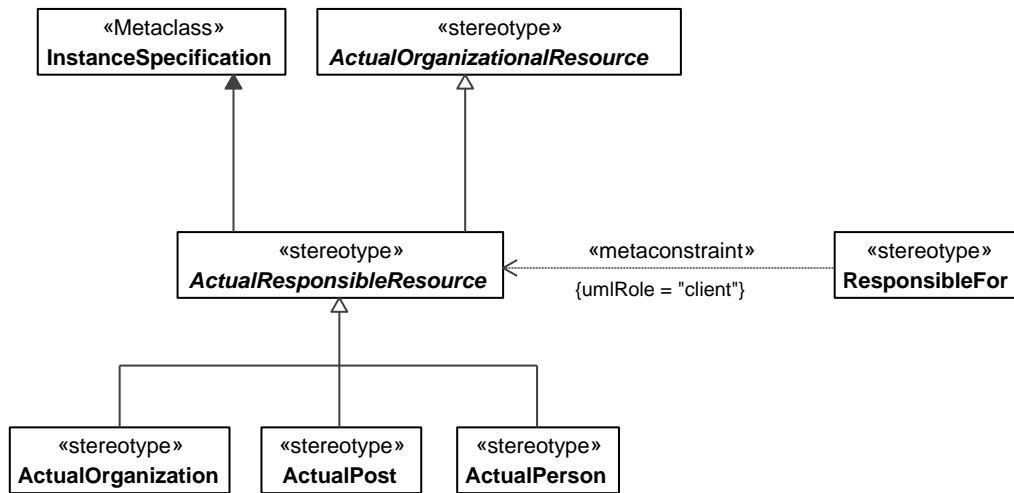 «Metaclass»
InstanceSpecification
«stereotype»
ActualOrganizationalResource
«stereotype»
ActualResponsibleResource
«metaconstraint»
{umlRole = "client"}
«stereotype»
ResponsibleFor
«stereotype»
ActualOrganization
«stereotype»
ActualPost
«stereotype»
ActualPerson